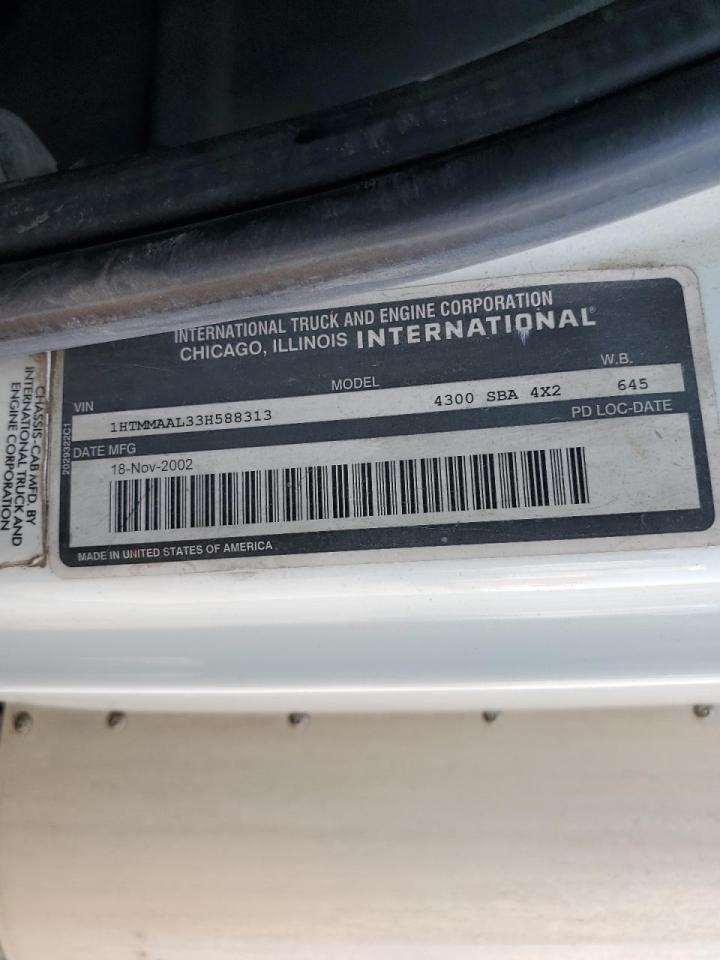 INTERNATIONAL TRUCK AND ENGINE CORPORATION
CHICAGO, ILLINOIS INTERNATIONAL®
VIN MODEL W.B.
1HTMMAAL33H588313 4300 SBA 4X2 645
DATE MFG PD LOC-DATE
18-Nov-2002
MADE IN UNITED STATES OF AMERICA
2029322C1
CHASSIS-CAB MFD. BY
INTERNATIONAL TRUCK AND
ENGINE CORPORATION